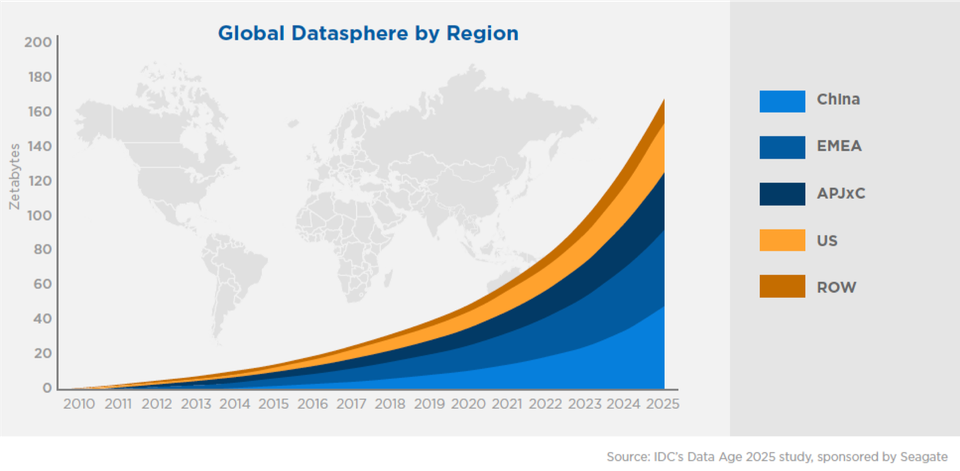 Global Datasphere by Region
Zetabytes
200
180
160
140
120
100
80
60
40
20
0
2010 2011 2012 2013 2014 2015 2016 2017 2018 2019 2020 2021 2022 2023 2024 2025
China
EMEA
APJxC
US
ROW
Source: IDC's Data Age 2025 study, sponsored by Seagate